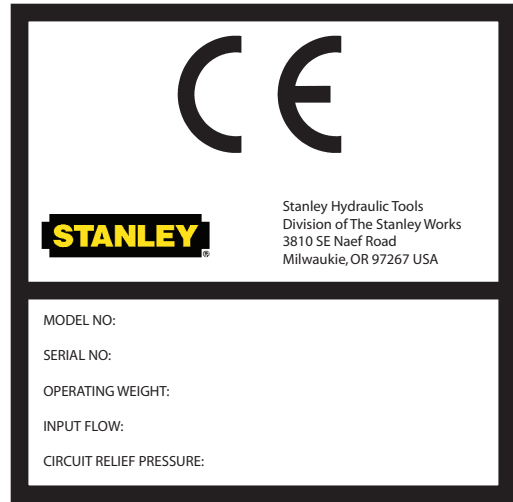 CE
STANLEY®
Stanley Hydraulic Tools
Division of The Stanley Works
3810 SE Naef Road
Milwaukie, OR 97267 USA
MODEL NO:
SERIAL NO:
OPERATING WEIGHT:
INPUT FLOW:
CIRCUIT RELIEF PRESSURE: